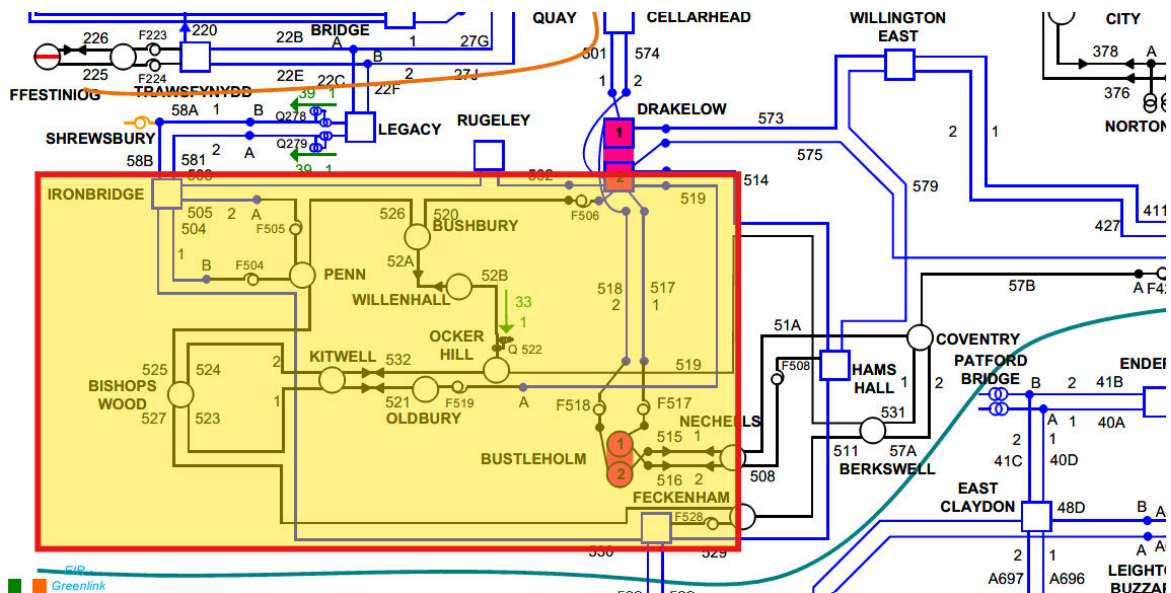 QUAY
CELLARHEAD
WILLINGTON
EAST
CITY
226
F223
220
22B
BRIDGE
A
1
27G
B
225
F224
22E
22C
2
27J
22F
FFESTINIOG
TRAWSFYNYDD
501
574
1
2
378
A
376
NORTON
58A
1
B
39
1
Q278
LEGACY
RUGELEY
DRAKELOW
1
573
2
1
SHREWSBURY
58B
581
2
A
Q279
39
1
575
579
2
514
519
411
427
IRONBRIDGE
505
2
A
504
F505
526
520
BUSHBURY
F506
1
B
F504
PENN
52A
52B
WILLENHALL
33
1
518
2
517
1
57B
A
51A
OCKER
HILL
Q 522
COVENTRY
PATFORD
BRIDGE
ENDER
525
524
2
KITWELL
532
519
F508
HAMS
HALL
1
2
B
2
41B
BISHOPS
WOOD
527
523
1
521
OLDBURY
F519
A
F518
F517
NECHELLS
531
A
1
40A
1
515
1
511
57A
BERKSWELL
2
41C
1
40D
BUSTLEHOLM
2
516
2
508
FECKENHAM
F528
EAST
CLAYDON
48D
B
A
529
A
2
1
A697
A696
LEIGHTO
BUZZAR
EIR
Greenlink